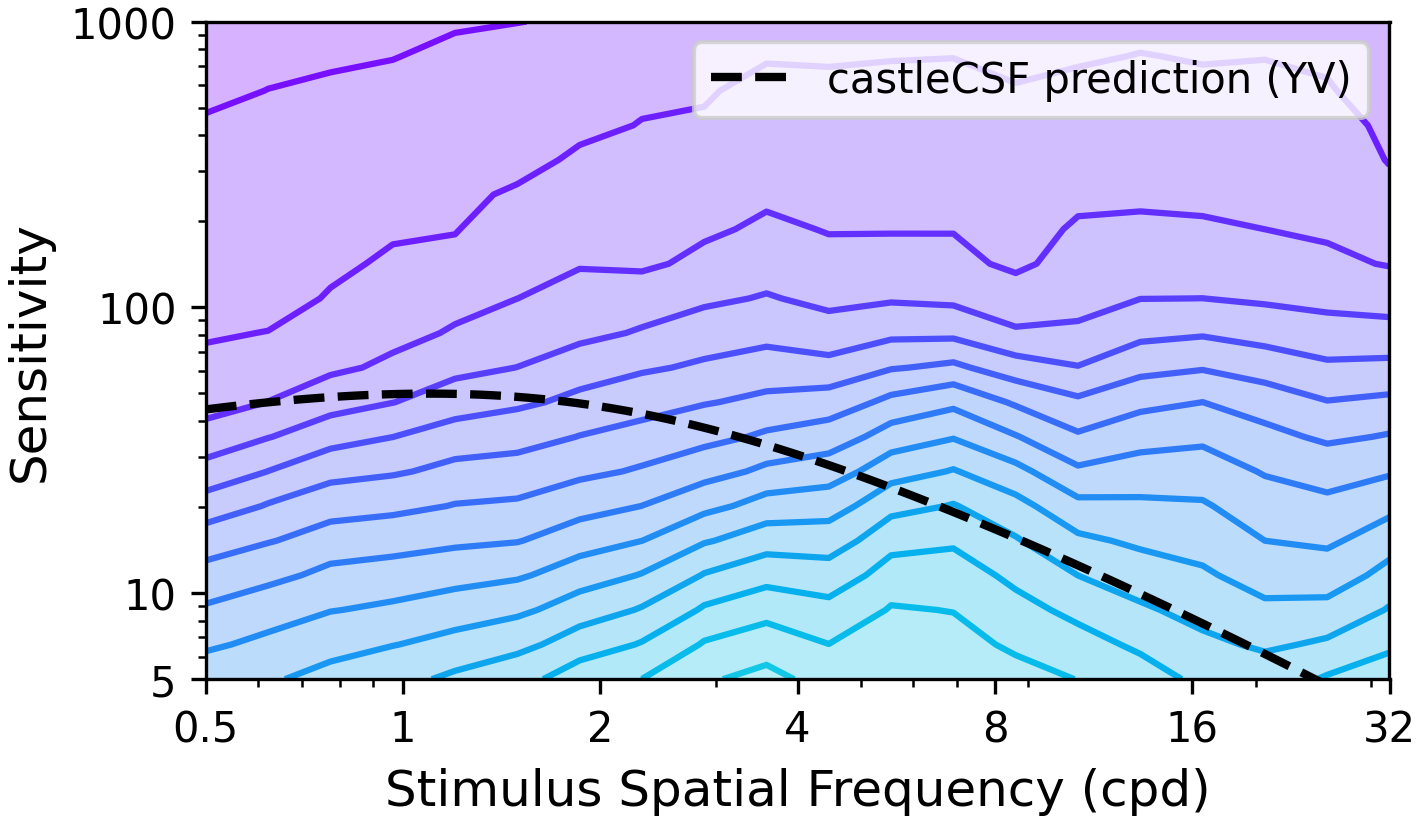 1000
castleCSF prediction (YV)
100
Sensitivity
10
5
0.5 1 2 4 8 16 32
Stimulus Spatial Frequency (cpd)